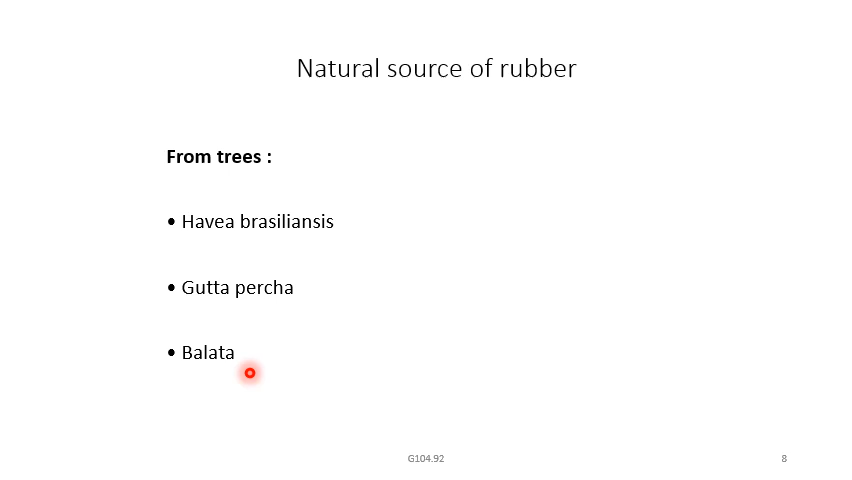 Natural source of rubber
From trees :
• Havea brasiliansis
• Gutta percha
• Balata
G104.92
8